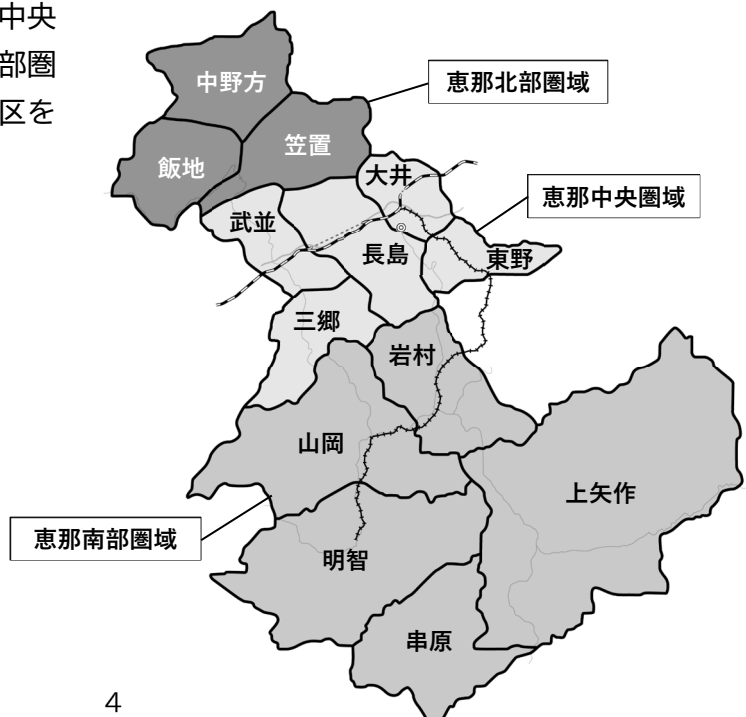 中央
部圏
区を
中野方
恵那北部圏域
笠置
飯地
大井
恵那中央圏域
武並
長島
東野
三郷
岩村
山岡
上矢作
恵那南部圏域
明智
串原
4